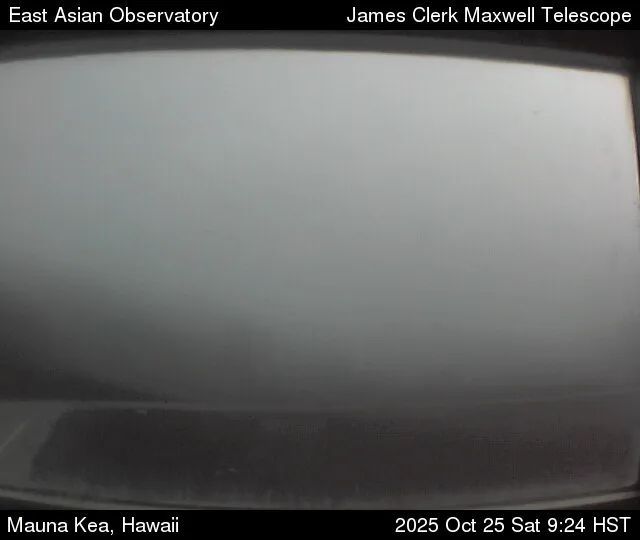 East Asian Observatory
James Clerk Maxwell Telescope
Mauna Kea, Hawaii
2025 Oct 25 Sat 9:24 HST